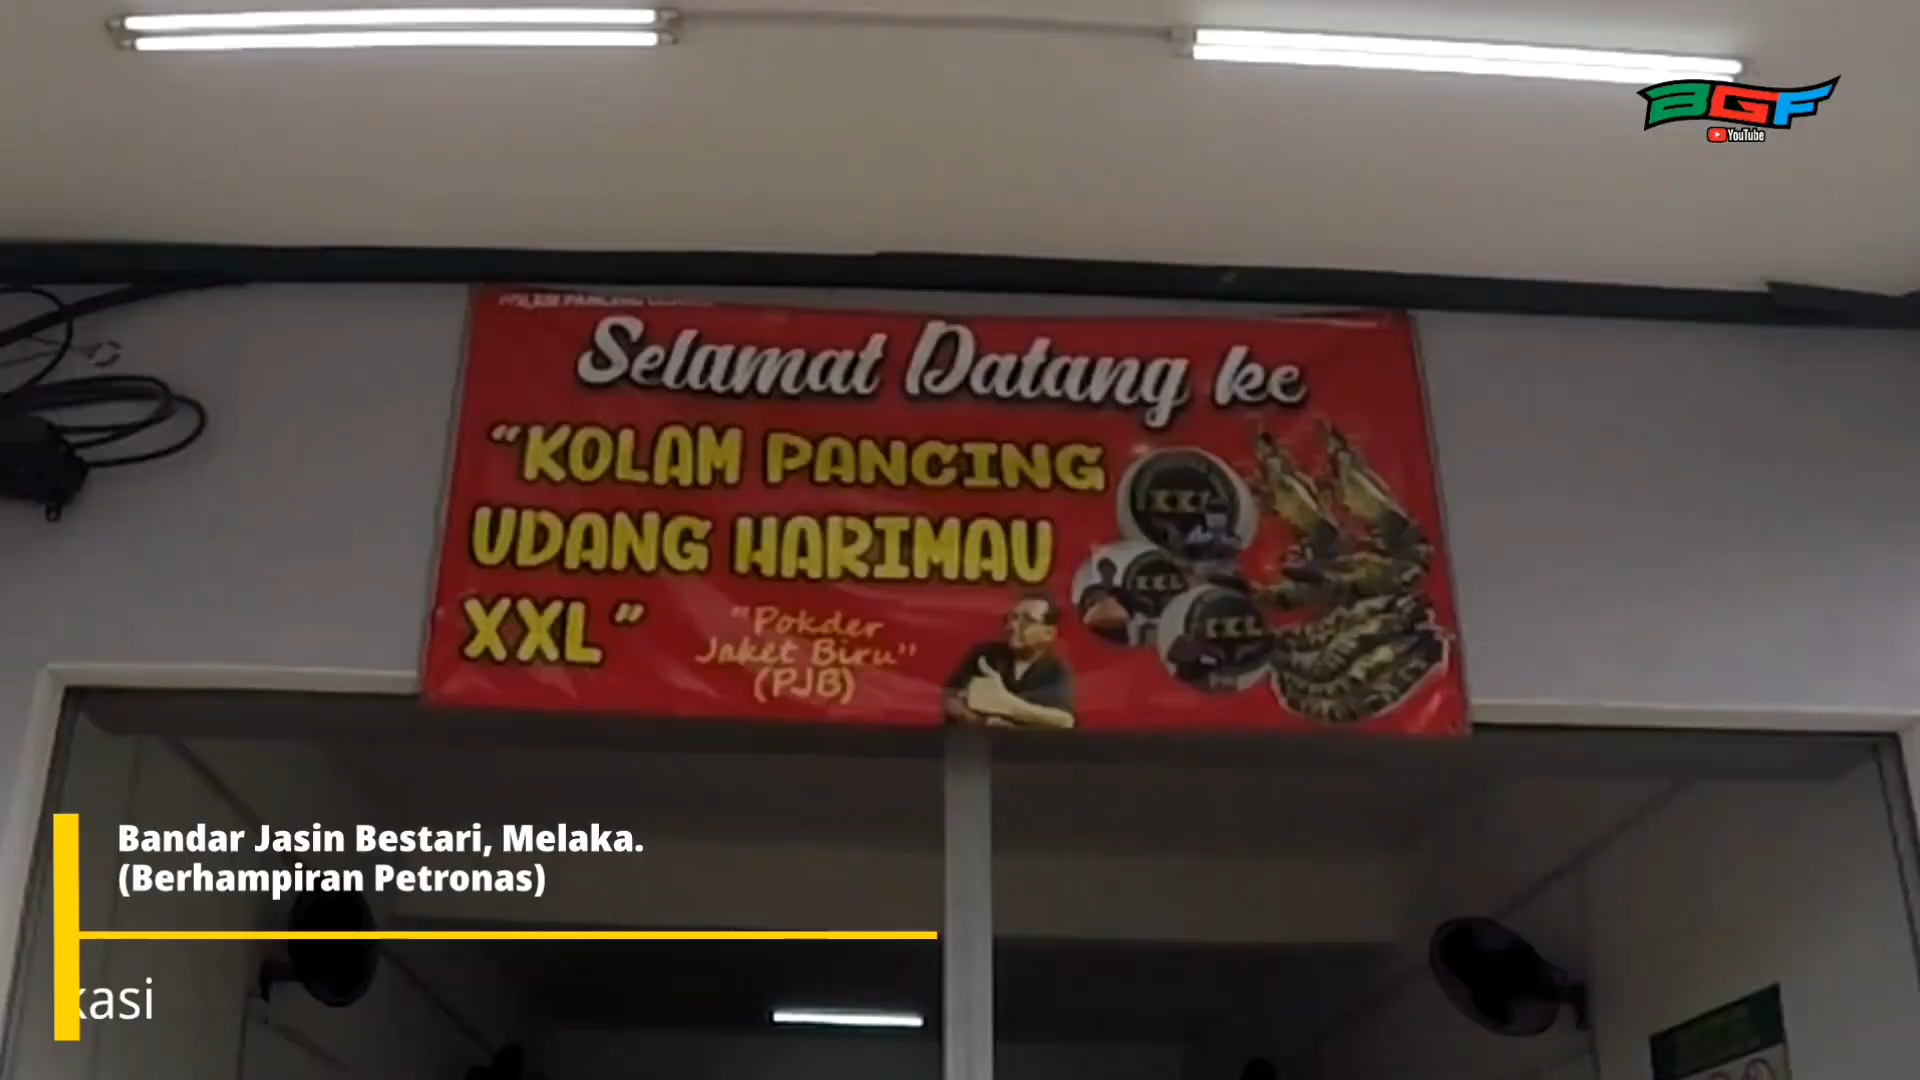 BGF
YouTube
Selamat Datang ke
"KOLAM PANCING
UDANG HARIMAU
XXL"
"Pokder
Jaket Biru"
(PJB)
XXL
XXL
XXL
Bandar Jasin Bestari, Melaka.
(Berhampiran Petronas)
kasi